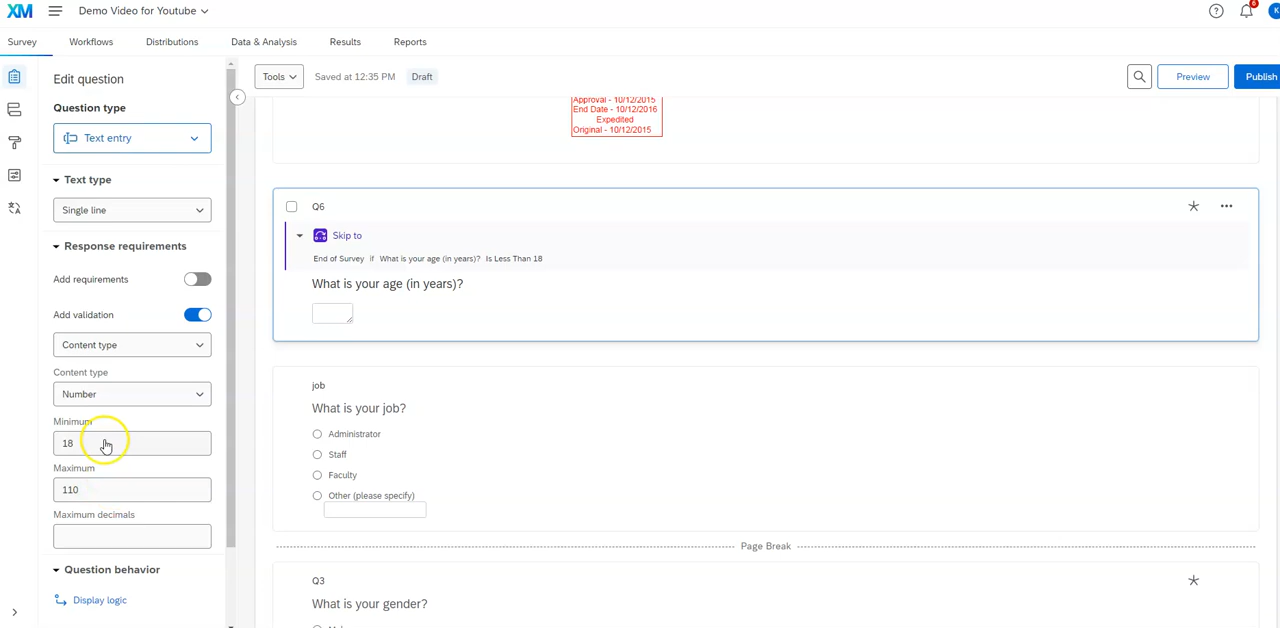 XM Demo Video for Youtube 6 K
Survey Workflows Distributions Data & Analysis Results Reports
Edit question
Tools Saved at 12:35 PM Draft Preview Publish
Question type
Text entry
Text type
Single line
Response requirements
Add requirements
Add validation
Content type
Content type
Number
Minimum
18
Maximum
110
Maximum decimals
Question behavior
Display logic
Approval - 10/12/2015
End Date - 10/12/2016
Expedited
Original - 10/12/2015
Q6
Skip to
End of Survey if What is your age (in years)? Is Less Than 18
What is your age (in years)?
job
What is your job?
Administrator
Staff
Faculty
Other (please specify)
Page Break
Q3
What is your gender?